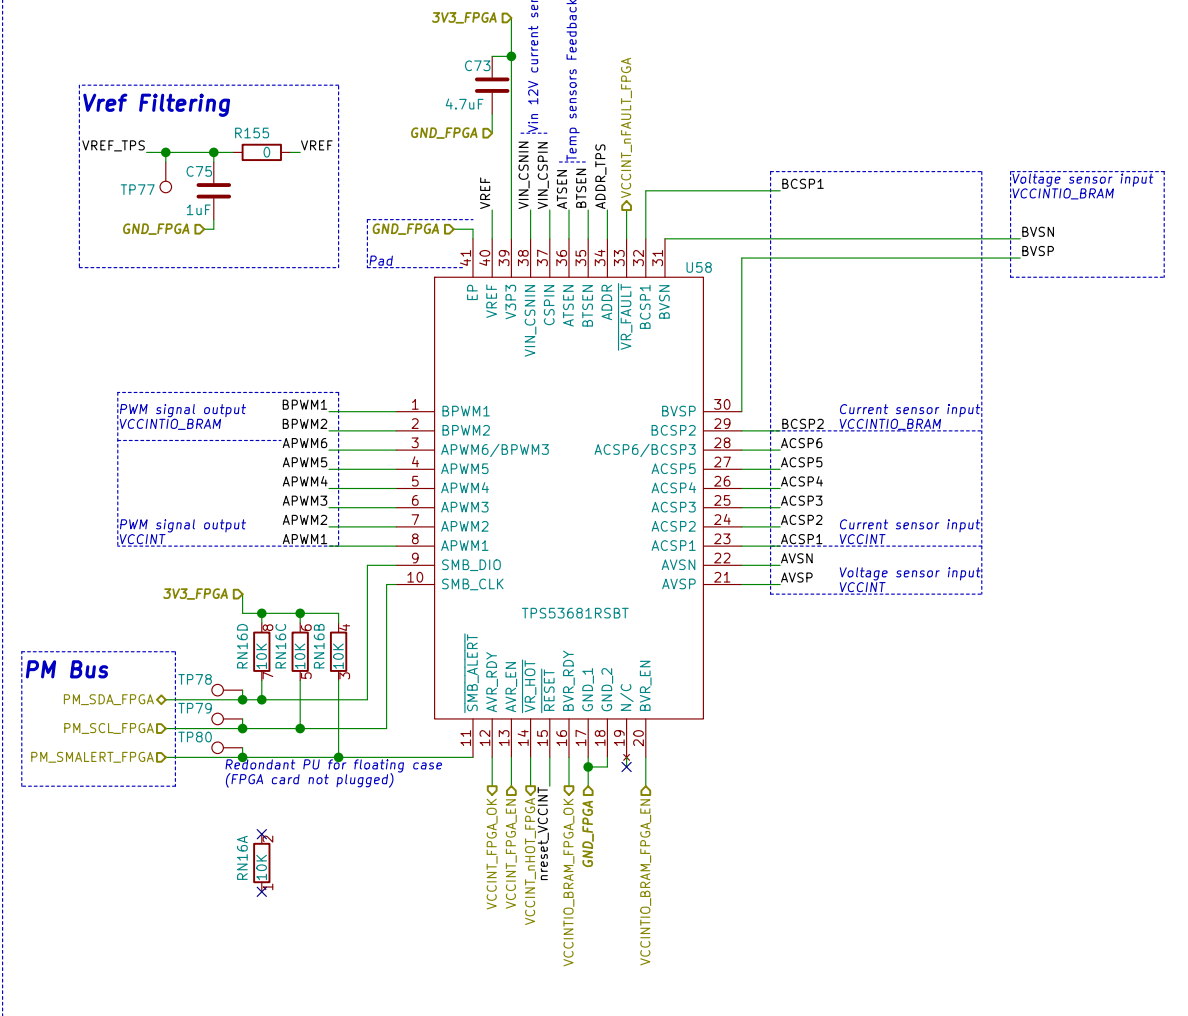 3V3_FPGA
C73
4.7uF
GND_FPGA
Vin 12V current ser
Temp sensors Feedback
Vref Filtering
VREF_TPS
R155
0
VREF
C75
TP77
1uF
GND_FPGA
GND_FPGA
Pad
VREF
VIN_CSNIN
VIN_CSPIN
ATSEN
BTSEN
ADDR_TPS
VCCINT_nFAULT_FPGA
BCSP1
Voltage sensor input
VCCINTIO_BRAM
BVSN
BVSP
41
40
39
38
37
36
35
34
33
32
31
U58
EP
VREF
V3P3
VIN_CSNIN
CSPIN
ATSEN
BTSEN
ADDR
VR_FAULT
BCSP1
BVSN
PWM signal output
VCCINTIO_BRAM
BPWM1
BPWM2
APWM6
APWM5
APWM4
APWM3
APWM2
APWM1
PWM signal output
VCCINT
1 BPWM1
2 BPWM2
3 APWM6/BPWM3
4 APWM5
5 APWM4
6 APWM3
7 APWM2
8 APWM1
9 SMB_DIO
10 SMB_CLK
BVSP 30
BCSP2 29
ACSP6/BCSP3 28
ACSP5 27
ACSP4 26
ACSP3 25
ACSP2 24
ACSP1 23
AVSN 22
AVSP 21
BCSP2
ACSP6
ACSP5
ACSP4
ACSP3
ACSP2
ACSP1
AVSN
AVSP
Current sensor input
VCCINTIO_BRAM
Current sensor input
VCCINT
Voltage sensor input
VCCINT
TPS53681RSBT
3V3_FPGA
RN16D
10K
8
7
RN16C
10K
6
5
RN16B
10K
4
3
PM Bus
PM_SDA_FPGA
PM_SCL_FPGA
PM_SMALERT_FPGA
TP78
TP79
TP80
Redondant PU for floating case
(FPGA card not plugged)
RN16A
10K
2
1
SMB_ALERT
AVR_RDY
AVR_EN
VR_HOT
RESET
BVR_RDY
GND_1
GND_2
N/C
BVR_EN
11
12
13
14
15
16
17
18
19
20
VCCINT_FPGA_OK
VCCINT_FPGA_EN
VCCINT_nHOT_FPGA
nreset_VCCINT
VCCINTIO_BRAM_FPGA_OK
GND_FPGA
VCCINTIO_BRAM_FPGA_EN